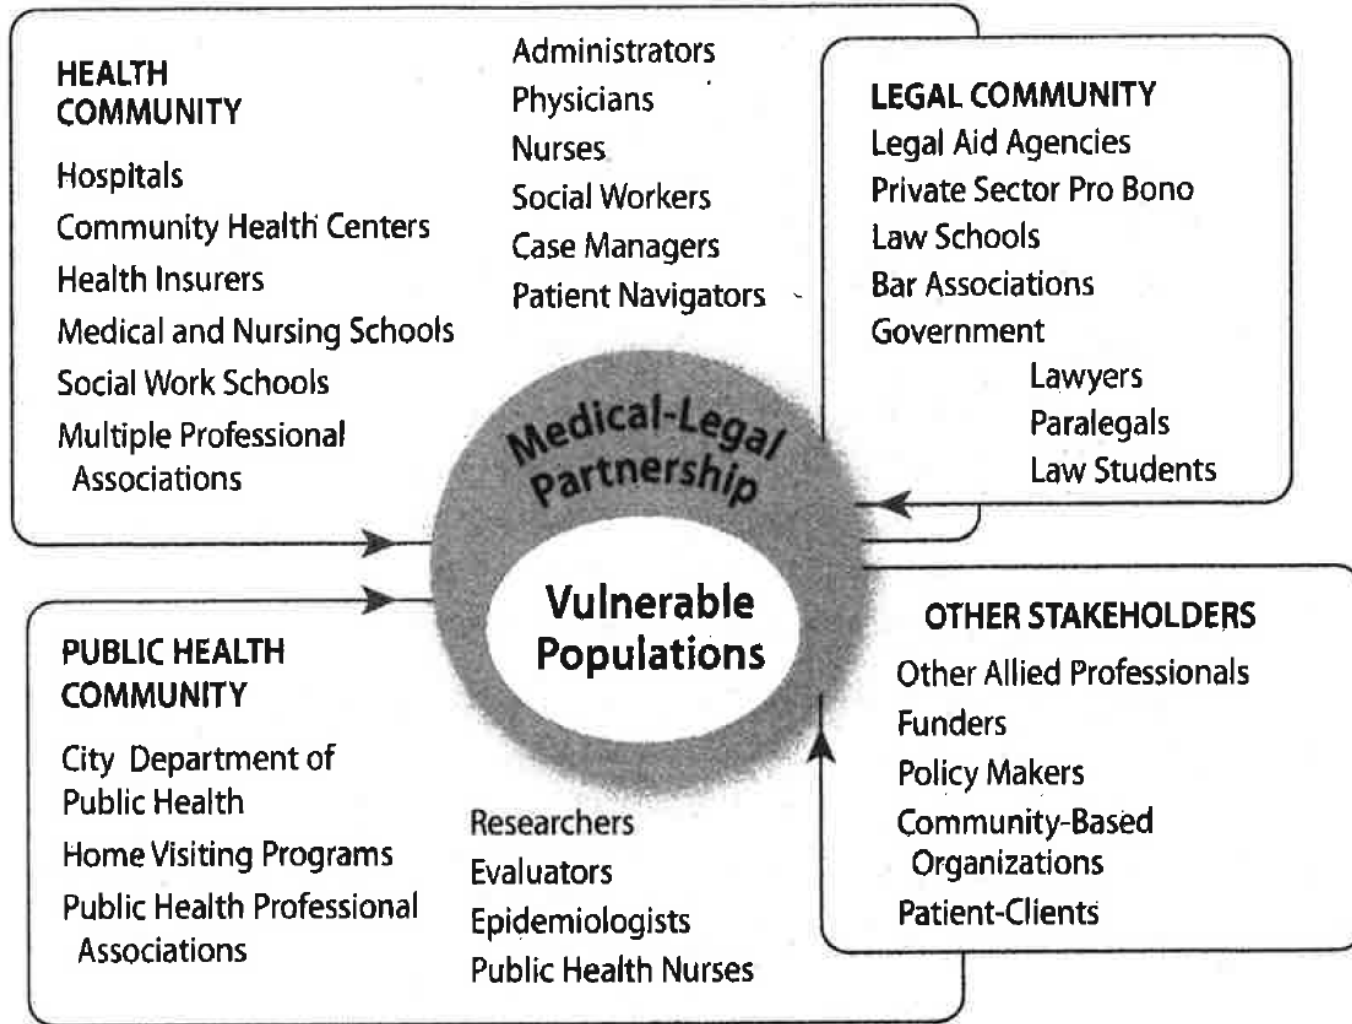 HEALTH
COMMUNITY
Hospitals
Community Health Centers
Health Insurers
Medical and Nursing Schools
Social Work Schools
Multiple Professional
Associations
Administrators
Physicians
Nurses
Social Workers
Case Managers
Patient Navigators
LEGAL COMMUNITY
Legal Aid Agencies
Private Sector Pro Bono
Law Schools
Bar Associations
Government
Lawyers
Paralegals
Law Students
Medical-Legal
Partnership
Vulnerable
Populations
PUBLIC HEALTH
COMMUNITY
City Department of
Public Health
Home Visiting Programs
Public Health Professional
Associations
Researchers
Evaluators
Epidemiologists
Public Health Nurses
OTHER STAKEHOLDERS
Other Allied Professionals
Funders
Policy Makers
Community-Based
Organizations
Patient-Clients